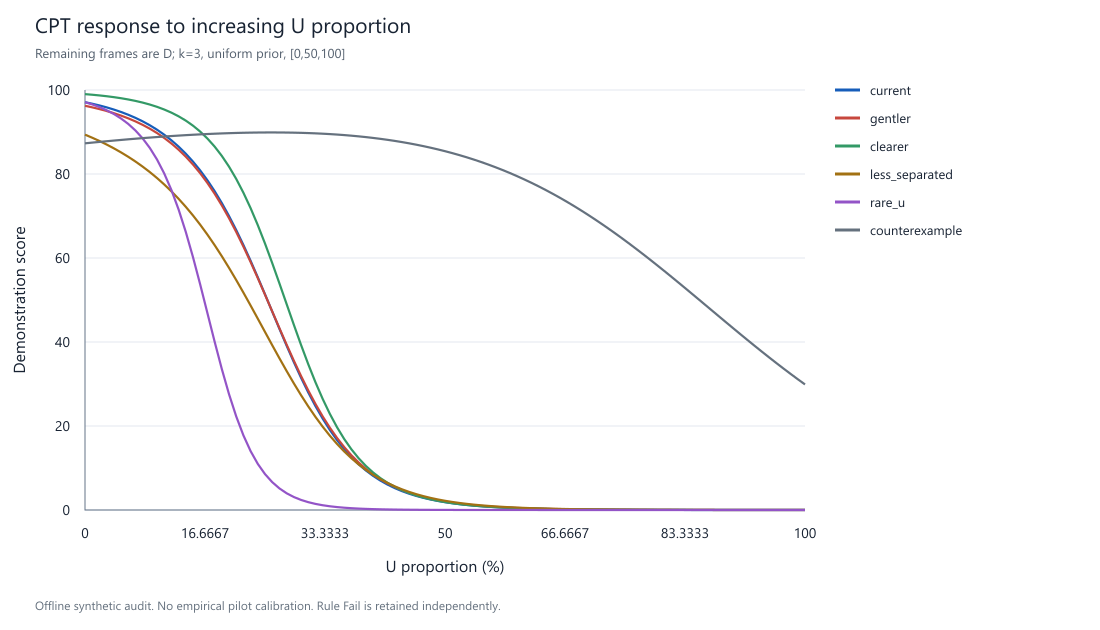 CPT response to increasing U proportion
Remaining frames are D; k=3, uniform prior, [0,50,100]
100
80
60
40
20
0
Demonstration score
0
16.6667
33.3333
50
66.6667
83.3333
100
U proportion (%)
current
gentler
clearer
less_separated
rare_u
counterexample
Offline synthetic audit. No empirical pilot calibration. Rule Fail is retained independently.